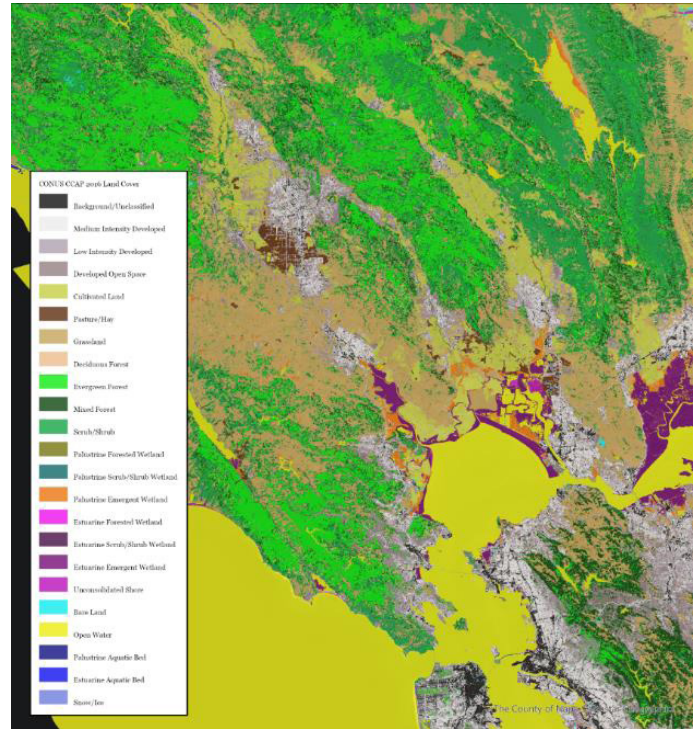 CONUS CCAP 2016 Land Cover
Background/Unclassified
Medium Intensity Developed
Low Intensity Developed
Developed Open Space
Cultivated Land
Pasture/Hay
Grassland
Deciduous Forest
Evergreen Forest
Mixed Forest
Scrub/Shrub
Palustrine Forested Wetland
Palustrine Scrub/Shrub Wetland
Palustrine Emergent Wetland
Estuarine Forested Wetland
Estuarine Scrub/Shrub Wetland
Estuarine Emergent Wetland
Unconsolidated Shore
Bare Land
Open Water
Palustrine Aquatic Bed
Estuarine Aquatic Bed
Snow/Ice
The County of